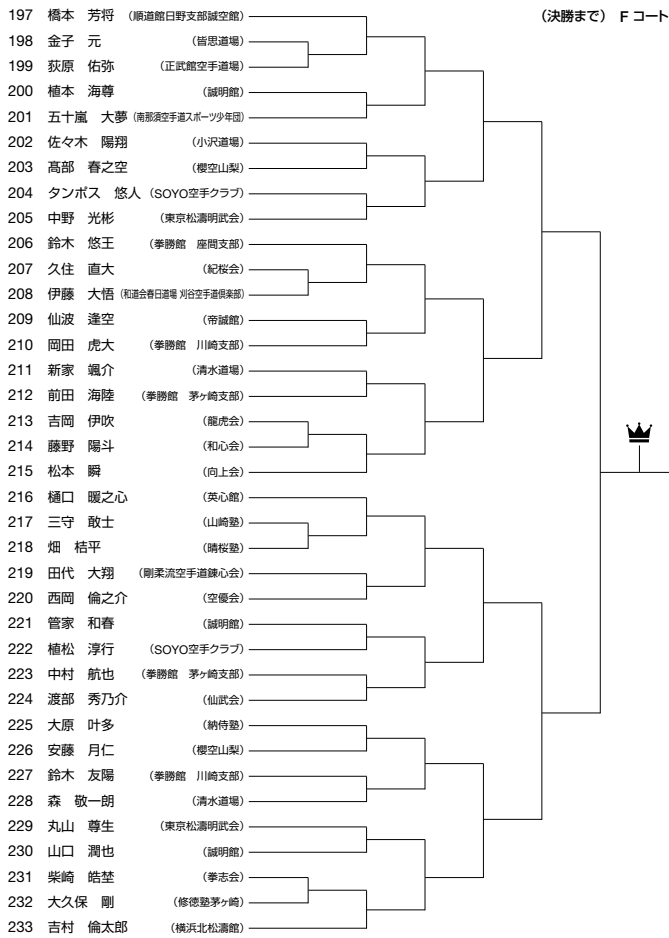 （決勝まで） F コート
197 橋本 芳将 （順道館日野支部誠空館）
198 金子 元 （皆思道場）
199 荻原 佑弥 （正武館空手道場）
200 植本 海尊 （誠明館）
201 五十嵐 大夢 （南那須空手道スポーツ少年団）
202 佐々木 陽翔 （小沢道場）
203 髙部 春之空 （櫻空山梨）
204 タンポス 悠人 （SOYO空手クラブ）
205 中野 光彬 （東京松濤明武会）
206 鈴木 悠王 （拳勝館 座間支部）
207 久住 直大 （紀桜会）
208 伊藤 大悟 （和道会春日道場 刈谷空手道倶楽部）
209 仙波 逢空 （帝誠館）
210 岡田 虎大 （拳勝館 川崎支部）
211 新家 颯介 （清水道場）
212 前田 海陸 （拳勝館 茅ヶ崎支部）
213 吉岡 伊吹 （龍虎会）
214 藤野 陽斗 （和心会）
215 松本 瞬 （向上会）
216 樋口 暖之心 （英心館）
217 三守 敢士 （山崎塾）
218 畑 桔平 （晴桜塾）
219 田代 大翔 （剛柔流空手道錬心会）
220 西岡 倫之介 （空優会）
221 管家 和春 （誠明館）
222 植松 淳行 （SOYO空手クラブ）
223 中村 航也 （拳勝館 茅ヶ崎支部）
224 渡部 秀乃介 （仙武会）
225 大原 叶多 （納侍塾）
226 安藤 月仁 （櫻空山梨）
227 鈴木 友陽 （拳勝館 川崎支部）
228 森 敬一朗 （清水道場）
229 丸山 尊生 （東京松濤明武会）
230 山口 潤也 （誠明館）
231 柴崎 皓埜 （拳志会）
232 大久保 剛 （修徳塾茅ヶ崎）
233 吉村 倫太郎 （横浜北松濤館）